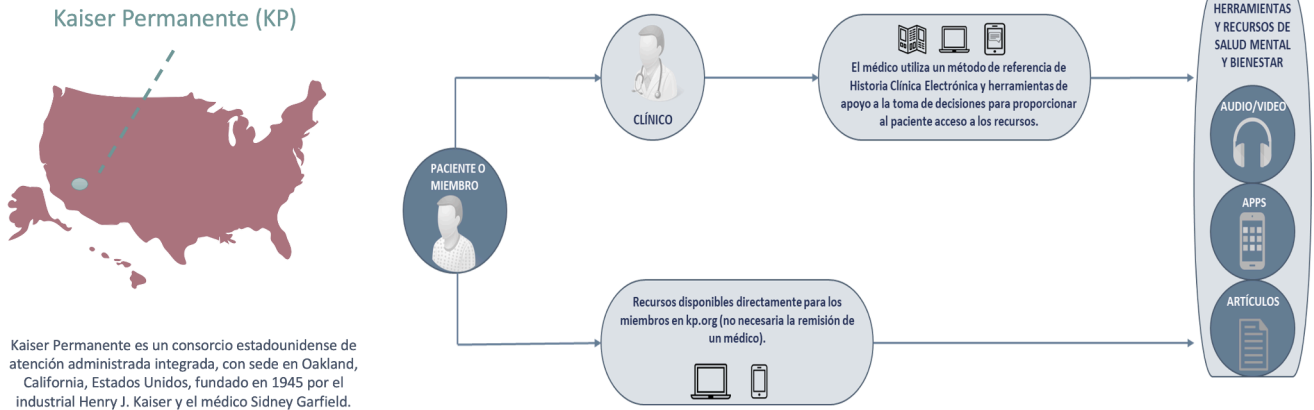 Kaiser Permanente (KP)
Kaiser Permanente es un consorcio estadounidense de
atención administrada integrada, con sede en Oakland,
California, Estados Unidos, fundado en 1945 por el
industrial Henry J. Kaiser y el médico Sidney Garfield.
PACIENTE O
MIEMBRO
CLÍNICO
El médico utiliza un método de referencia de
Historia Clínica Electrónica y herramientas de
apoyo a la toma de decisiones para proporcionar
al paciente acceso a los recursos.
Recursos disponibles directamente para los
miembros en kp.org (no necesaria la remisión de
un médico).
HERRAMIENTAS
Y RECURSOS DE
SALUD MENTAL
Y BIENESTAR
AUDIO/VIDEO
APPS
ARTÍCULOS